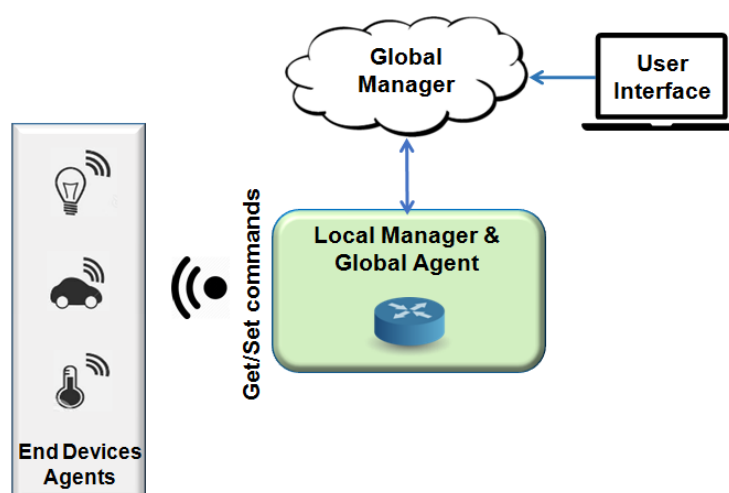 Global
Manager
User
Interface
Local Manager &
Global Agent
Get/Set commands
End Devices
Agents